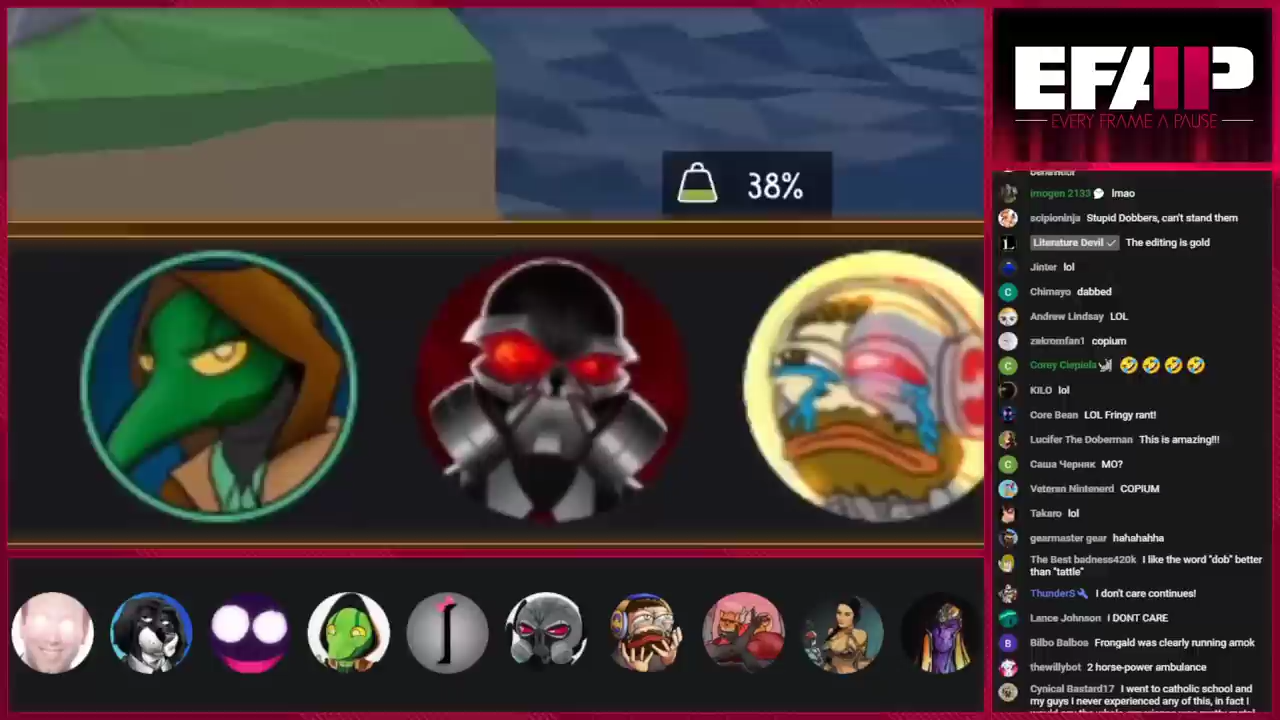 38%
EFAP
EVERY FRAME A PAUSE
imogen 2133 lmao
scipioninja Stupid Dobbers, can't stand them
Literature Devil The editing is gold
Jinter lol
C Chimayo dabbed
Andrew Lindsay LOL
zakromfan1 copium
C Corey Ciepiela
KILO lol
Core Bean LOL Fringy rant!
Lucifer The Doberman This is amazing!!!
C Саша Черняк MO?
Veteran Nintenerd COPIUM
Takaro lol
gearmaster gear hahahahha
The Best badness420k I like the word "dob" better
than "tattle"
ThunderS I don't care continues!
Lance Johnson I DONT CARE
B Bilbo Balbos Frongald was clearly running amok
thewillybot 2 horse-power ambulance
Cynical Bastard17 I went to catholic school and
my guys I never experienced any of this, in fact I